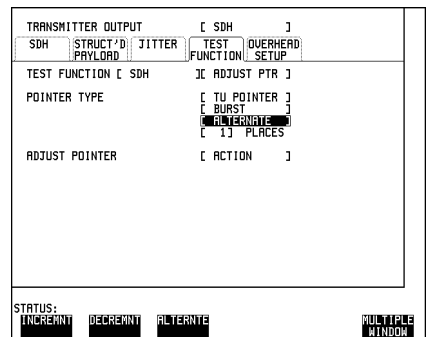 TRANSMITTER OUTPUT [ SDH ]
SDH STRUCT'D PAYLOAD JITTER TEST FUNCTION OVERHEAD SETUP
TEST FUNCTION [ SDH ][ ADJUST PTR ]
POINTER TYPE [ TU POINTER ]
[ BURST ]
[ ALTERNATE ]
[ 1] PLACES
ADJUST POINTER [ ACTION ]
STATUS:
INCREMNT DECREMNT ALTERNTE MULTIPLE WINDOW